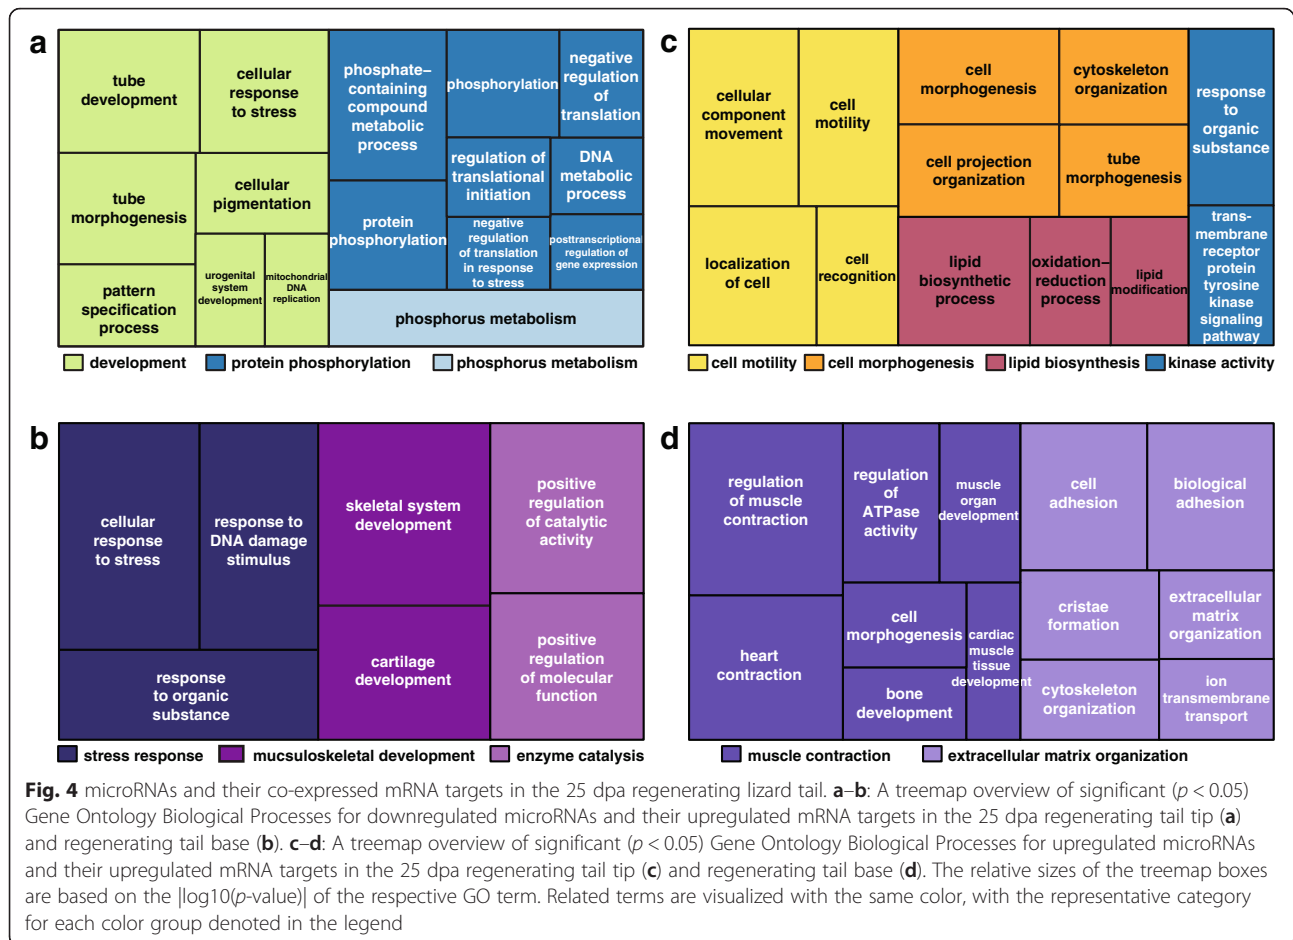 a
tube
development
cellular
response
to stress
tube
morphogenesis
cellular
pigmentation
pattern
specification
process
urogenital
system
development
mitochondrial
DNA
replication
phosphate–
containing
compound
metabolic
process
phosphorylation
negative
regulation
of
translation
protein
phosphorylation
regulation of
translational
initiation
DNA
metabolic
process
negative
regulation
of translation
in response
to stress
posttranscriptional
regulation of
gene expression
phosphorus metabolism
development
protein phosphorylation
phosphorus metabolism
c
cellular
component
movement
cell
motility
localization
of cell
cell
recognition
cell
morphogenesis
cytoskeleton
organization
cell projection
organization
tube
morphogenesis
lipid
biosynthetic
process
oxidation–
reduction
process
lipid
modification
response
to
organic
substance
trans-
membrane
receptor
protein
tyrosine
kinase
signaling
pathway
cell motility
cell morphogenesis
lipid biosynthesis
kinase activity
b
cellular
response
to stress
response to
DNA damage
stimulus
response
to organic
substance
skeletal system
development
cartilage
development
positive
regulation
of catalytic
activity
positive
regulation
of molecular
function
stress response
mucsuloskeletal development
enzyme catalysis
d
regulation
of muscle
contraction
heart
contraction
regulation
of
ATPase
activity
muscle
organ
development
cell
morphogenesis
bone
development
cardiac
muscle
tissue
development
cell
adhesion
biological
adhesion
cristae
formation
extracellular
matrix
organization
cytoskeleton
organization
ion
transmembrane
transport
muscle contraction
extracellular matrix organization
Fig. 4 microRNAs and their co-expressed mRNA targets in the 25 dpa regenerating lizard tail. a–b: A treemap overview of significant (p < 0.05)
Gene Ontology Biological Processes for downregulated microRNAs and their upregulated mRNA targets in the 25 dpa regenerating tail tip (a)
and regenerating tail base (b). c–d: A treemap overview of significant (p < 0.05) Gene Ontology Biological Processes for upregulated microRNAs
and their upregulated mRNA targets in the 25 dpa regenerating tail tip (c) and regenerating tail base (d). The relative sizes of the treemap boxes
are based on the |log10(p-value)| of the respective GO term. Related terms are visualized with the same color, with the representative category
for each color group denoted in the legend